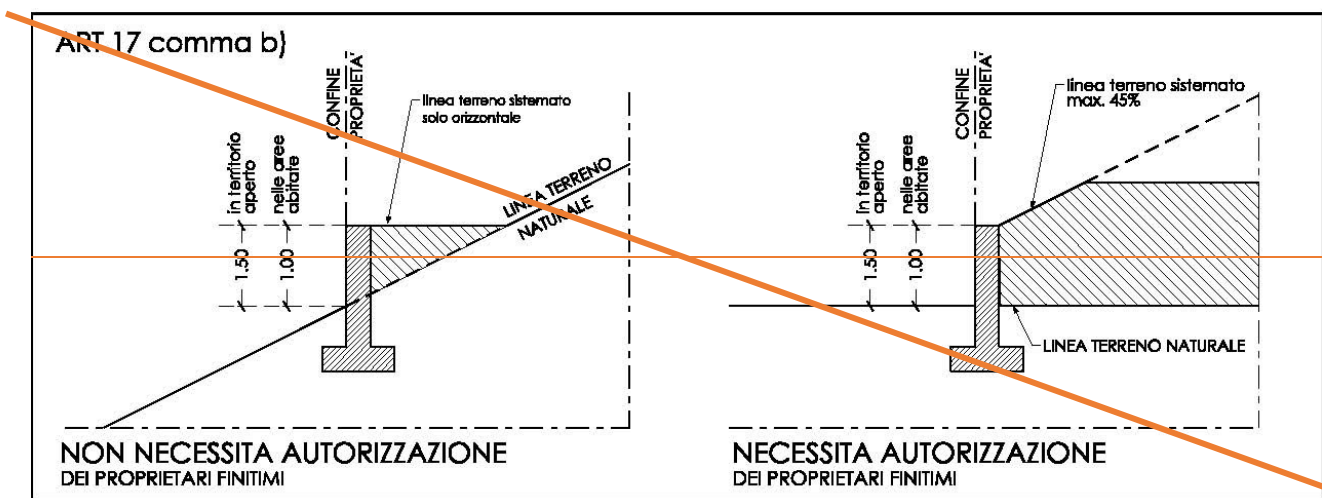 ART 17 comma b)
CONFINE
PROPRIETA'
linea terreno sistemato
solo orizzontale
in territorio
aperto
nelle aree
abitate
1.50
1.00
LINEA TERRENO
NATURALE
NON NECESSITA AUTORIZZAZIONE
DEI PROPRIETARI FINITIMI
CONFINE
PROPRIETA'
linea terreno sistemato
max. 45%
in territorio
aperto
nelle aree
abitate
1.50
1.00
LINEA TERRENO NATURALE
NECESSITA AUTORIZZAZIONE
DEI PROPRIETARI FINITIMI